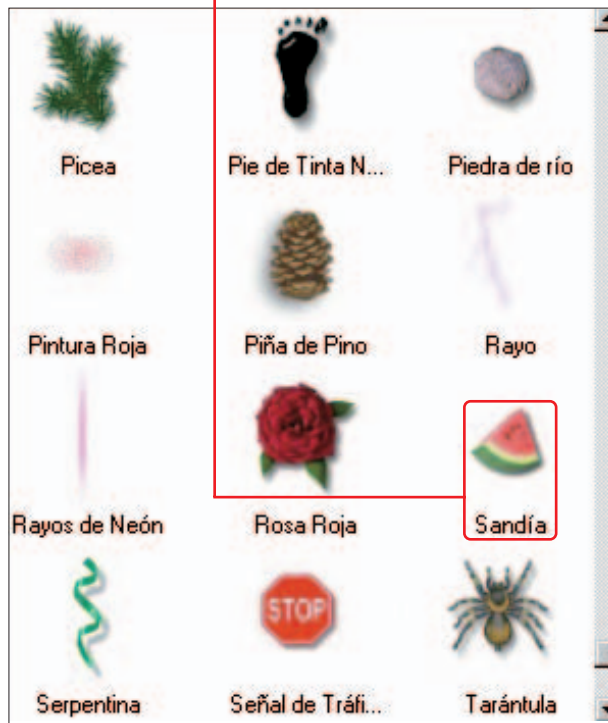 Picea
Pie de Tinta N...
Piedra de río
Pintura Roja
Piña de Pino
Rayo
Rayos de Neón
Rosa Roja
Sandía
STOP
Serpentina
Señal de Tráfi...
Tarántula